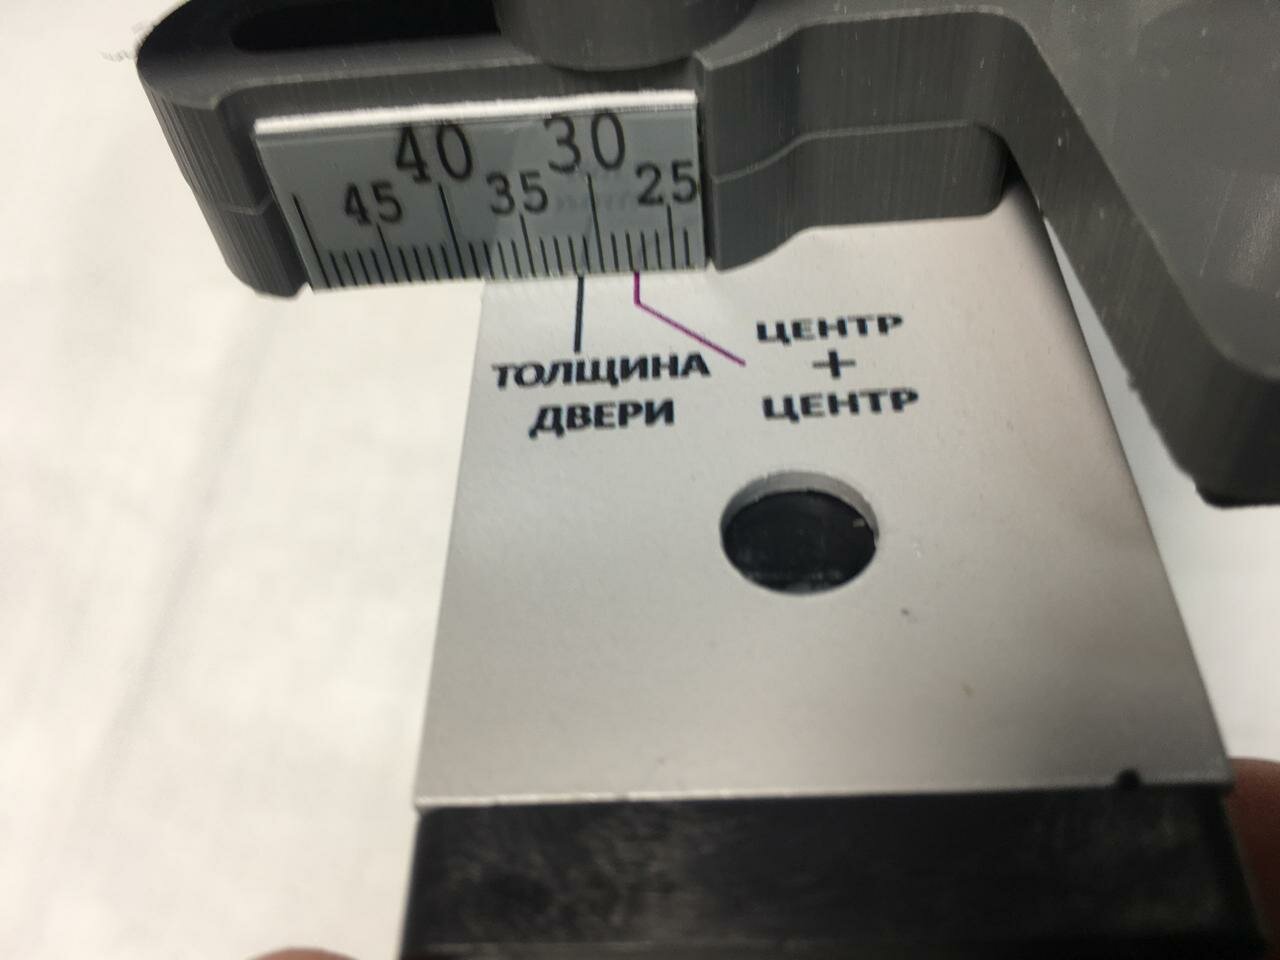 40 30
45 35 25
ТОЛЩИНА
ДВЕРИ
ЦЕНТР
+
ЦЕНТР